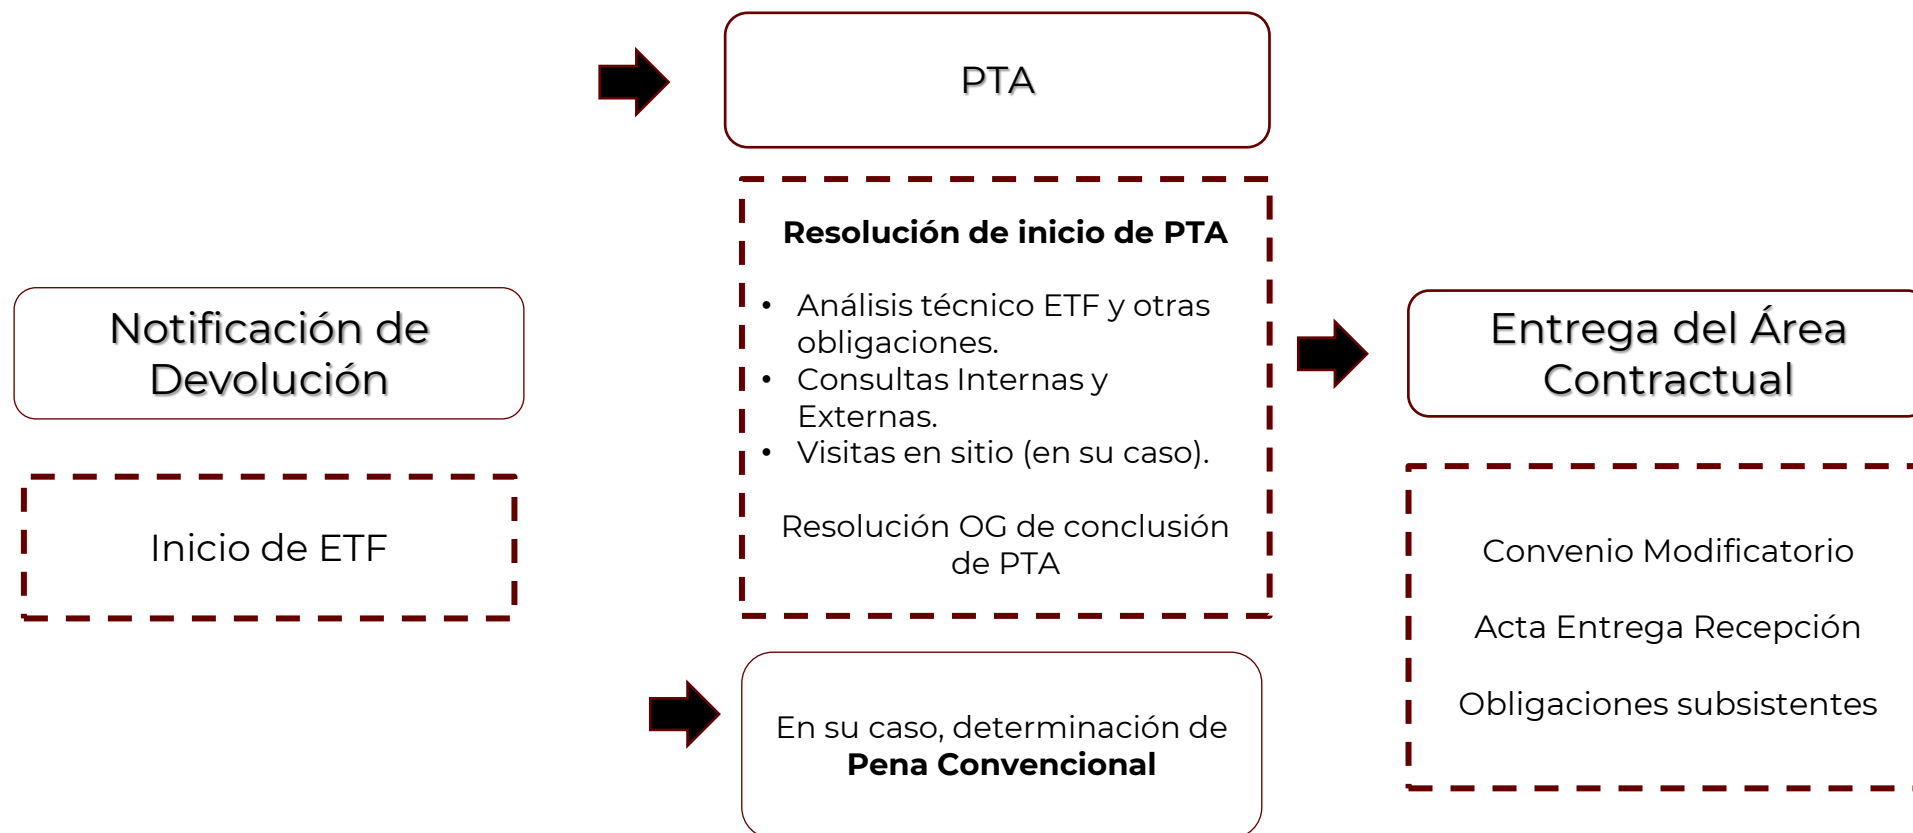 Notificación de
Devolución
Inicio de ETF
PTA
Resolución de inicio de PTA
• Análisis técnico ETF y otras
obligaciones.
• Consultas Internas y
Externas.
• Visitas en sitio (en su caso).
Resolución OG de conclusión
de PTA
En su caso, determinación de
Pena Convencional
Entrega del Área
Contractual
Convenio Modificatorio
Acta Entrega Recepción
Obligaciones subsistentes